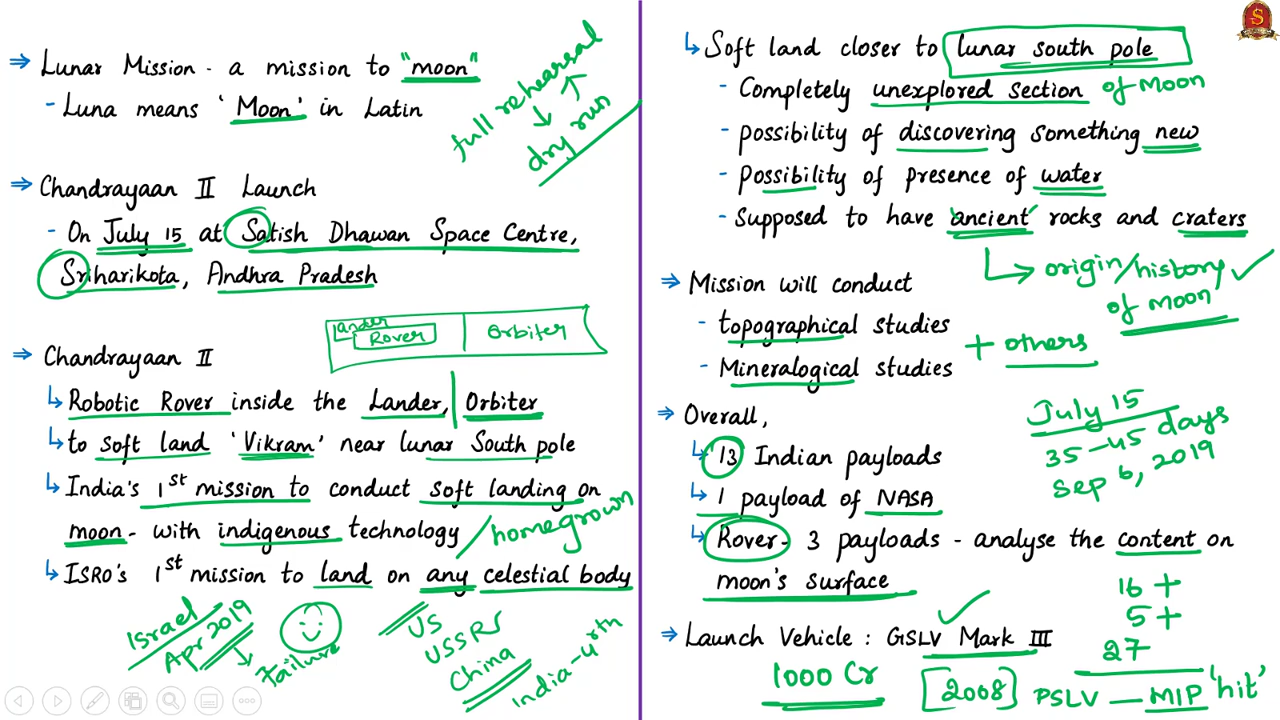 ⇒ Lunar Mission - a mission to "moon"
- Luna means 'Moon' in Latin
full rehearsal
dry run
⇒ Chandrayaan II Launch
- On July 15 at Satish Dhawan Space Centre,
Sriharikota, Andhra Pradesh
Lander
Rover
Orbiter
⇒ Chandrayaan II
↳ Robotic Rover inside the Lander, Orbiter
↳ to soft land 'Vikram' near lunar South pole
↳ India's 1st mission to conduct soft landing on
moon - with indigenous technology / homegrown
↳ ISRO's 1st mission to land on any celestial body
Israel
Apr 2019
Failure
US
USSRS
China
India-4rth
↳ Soft land closer to lunar south pole
- Completely unexplored section of moon
- possibility of discovering something new
- possibility of presence of water
- Supposed to have 'ancient' rocks and craters
origin/history
of moon
⇒ Mission will conduct
- topographical studies
- Mineralogical studies
+ others
⇒ Overall,
↳ 13 Indian payloads
↳ 1 payload of NASA
↳ Rover - 3 payloads - analyse the content on
moon's surface
July 15
35-45 days
Sep 6, 2019
⇒ Launch Vehicle : GSLV Mark III
16+
5+
27
1000 Cr
[2008] PSLV — MIP 'hit'
S